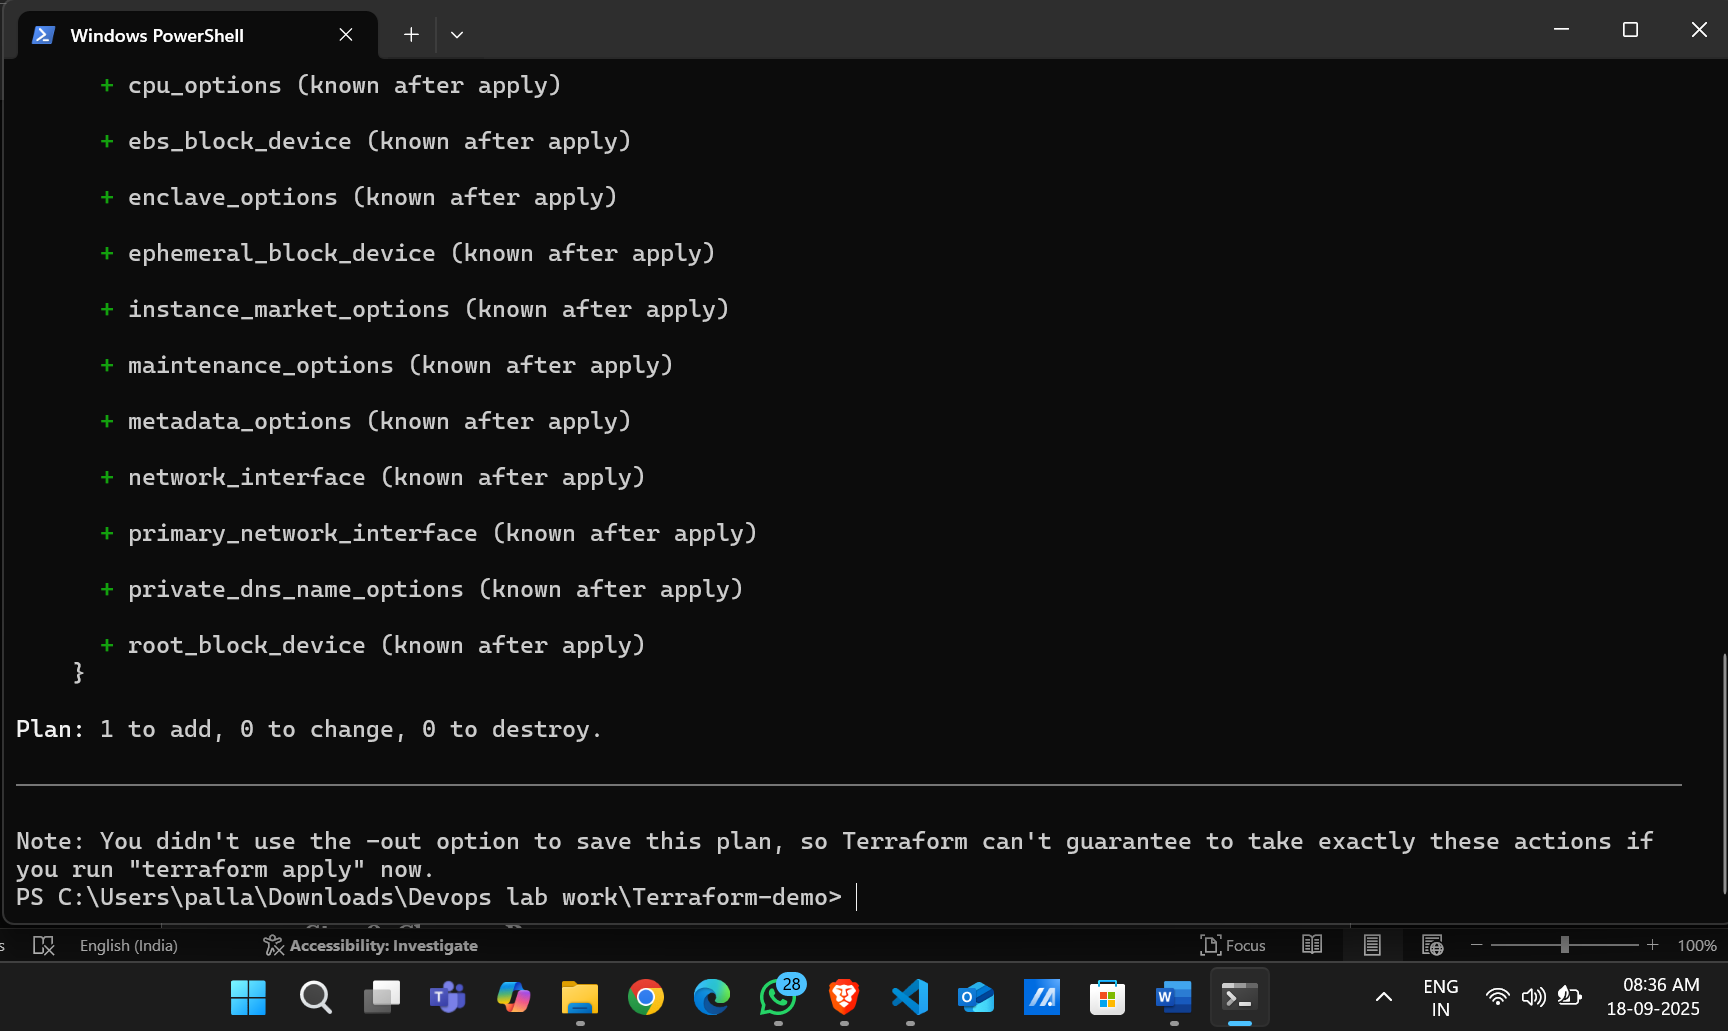 Windows PowerShell
+ cpu_options (known after apply)
+ ebs_block_device (known after apply)
+ enclave_options (known after apply)
+ ephemeral_block_device (known after apply)
+ instance_market_options (known after apply)
+ maintenance_options (known after apply)
+ metadata_options (known after apply)
+ network_interface (known after apply)
+ primary_network_interface (known after apply)
+ private_dns_name_options (known after apply)
+ root_block_device (known after apply)
}
Plan: 1 to add, 0 to change, 0 to destroy.
Note: You didn't use the -out option to save this plan, so Terraform can't guarantee to take exactly these actions if
you run "terraform apply" now.
PS C:\Users\palla\Downloads\Devops lab work\Terraform-demo>
s English (India) Accessibility: Investigate Focus 100%
28
ENG
IN
08:36 AM
18-09-2025